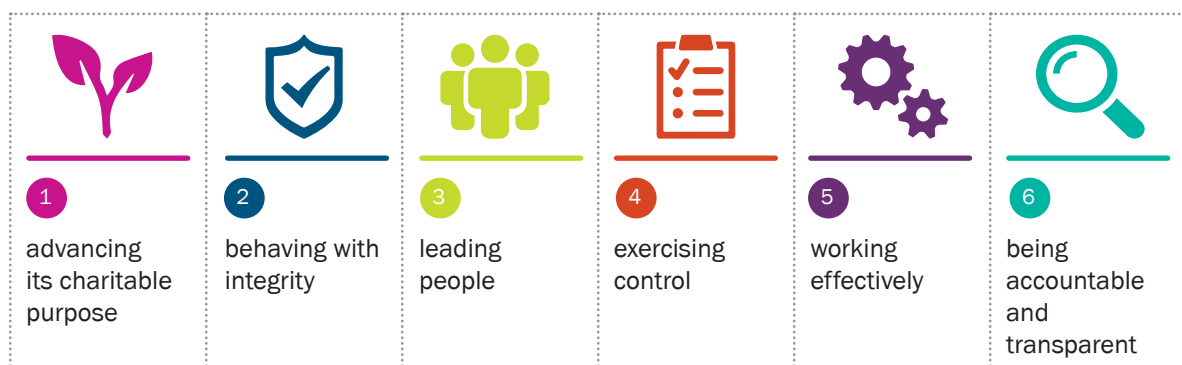 1
advancing
its charitable
purpose
2
behaving with
integrity
3
leading
people
4
exercising
control
5
working
effectively
6
being
accountable
and
transparent